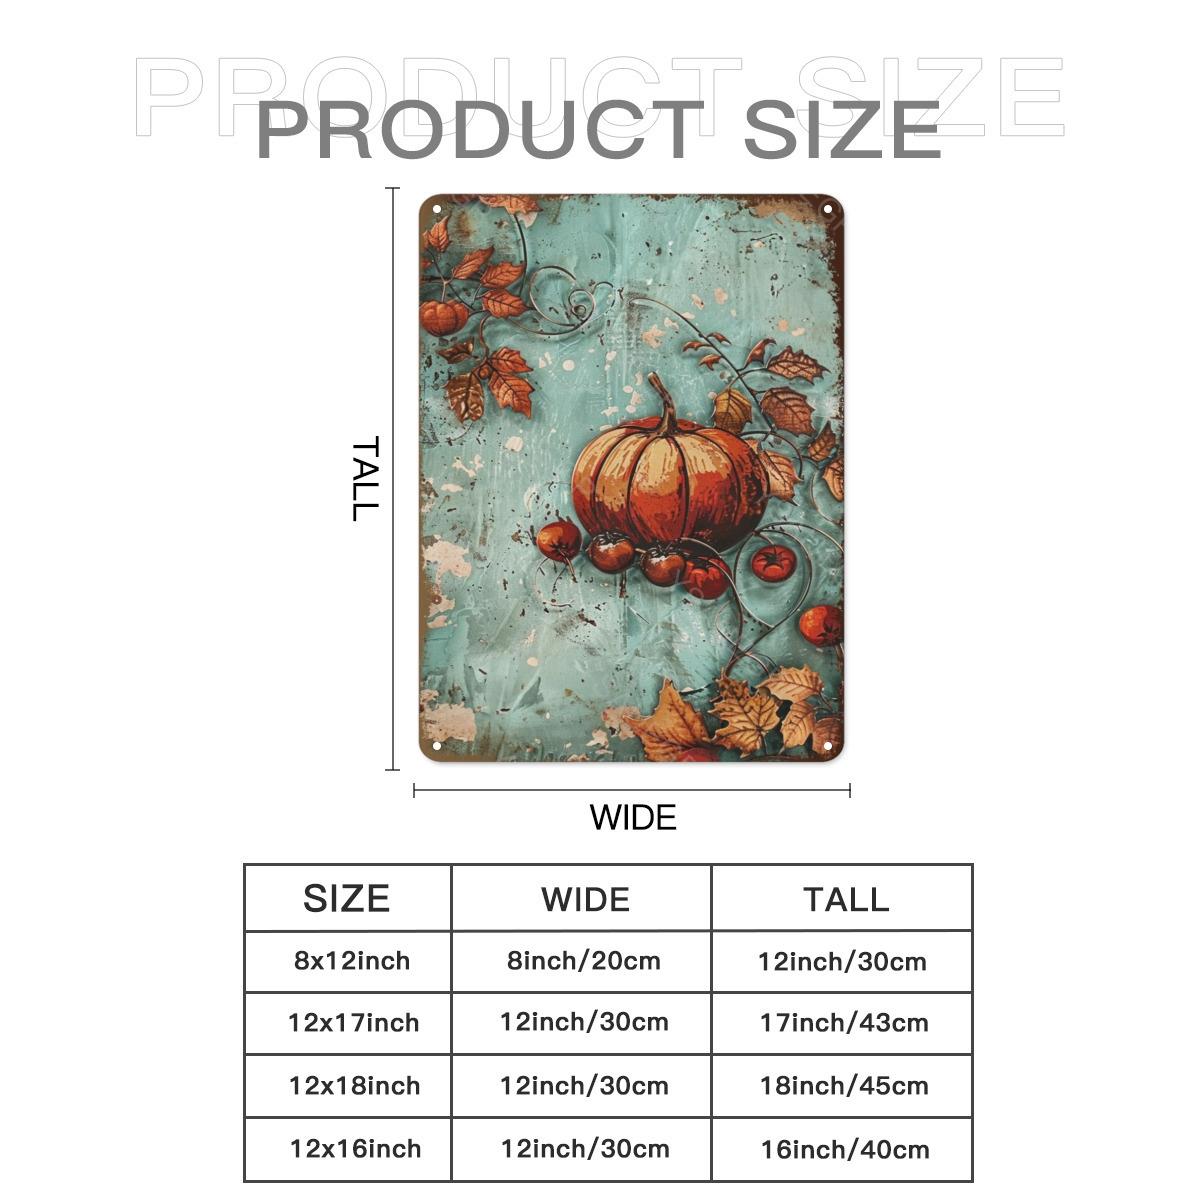 PRODUCT SIZE
PRODUCT SIZE
TALL
WIDE
SIZE WIDE TALL
8x12inch 8inch/20cm 12inch/30cm
12x17inch 12inch/30cm 17inch/43cm
12x18inch 12inch/30cm 18inch/45cm
12x16inch 12inch/30cm 16inch/40cm